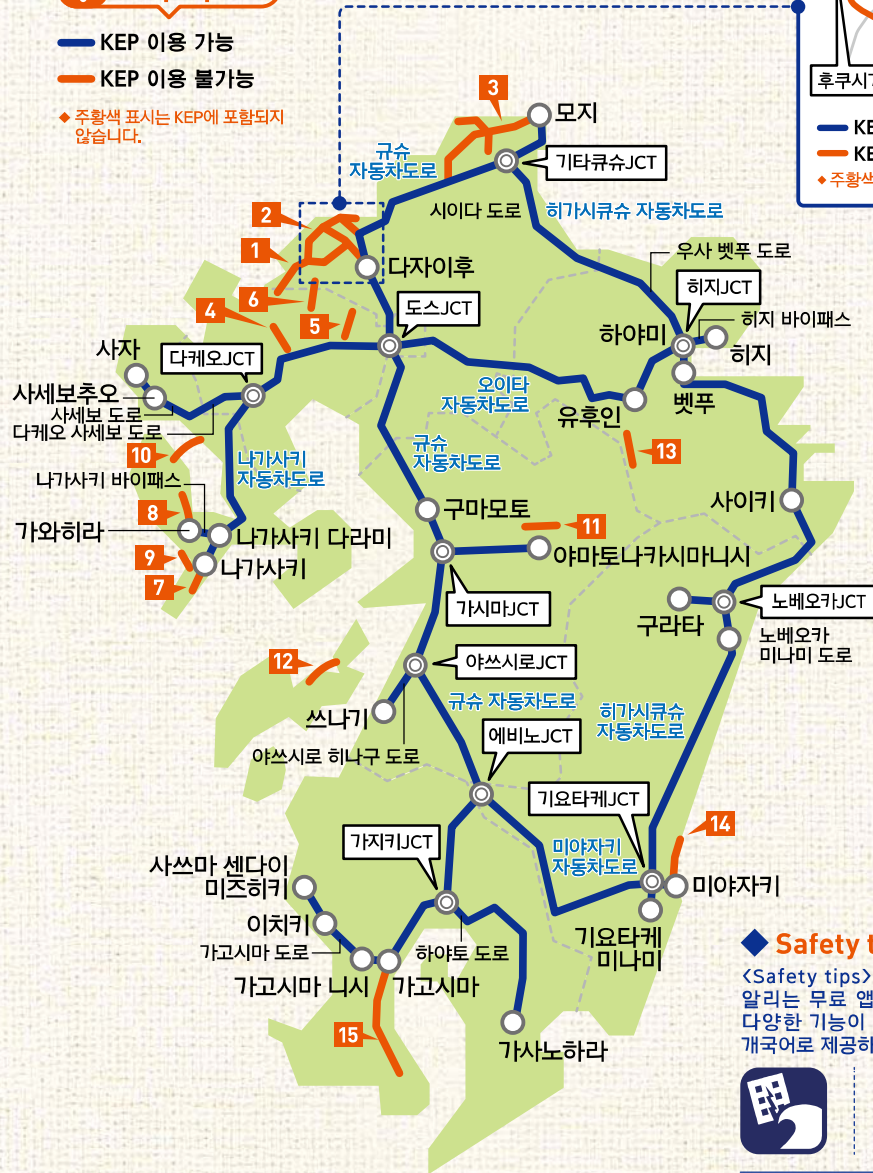 KEP 이용 가능
KEP 이용 불가능
◆ 주황색 표시는 KEP에 포함되지
않습니다.
후쿠시
KE
KE
◆ 주황색
3
모지
규슈
자동차도로
기타큐슈JCT
2
시이다 도로
히가시큐슈 자동차도로
1
우사 벳푸 도로
다자이후
6
히지JCT
4
5
도스JCT
히지 바이패스
하야미
히지
사자
다케오JCT
사세보추오
사세보 도로
다케오 사세보 도로
오이타
자동차도로
벳푸
유후인
10
나가사키
자동차도로
규슈
자동차도로
13
나가사키 바이패스
8
구마모토
사이키
가와히라
나가사키 다라미
11
9
나가사키
야마토나카시마니시
7
가시마JCT
노베오카JCT
구라타
노베오카
미나미 도로
12
야쓰시로JCT
쓰나기
규슈 자동차도로
히가시큐슈
자동차도로
에비노JCT
야쓰시로 히나구 도로
기요타케JCT
가지키JCT
14
미야자키
자동차도로
사쓰마 센다이
미즈히키
미야자키
이치키
가고시마 도로
하야토 도로
기요타케
미나미
가고시마 니시
가고시마
15
가사노하라
◆ Safety t
<Safety tips>
알리는 무료 앱
다양한 기능이
개국어로 제공하